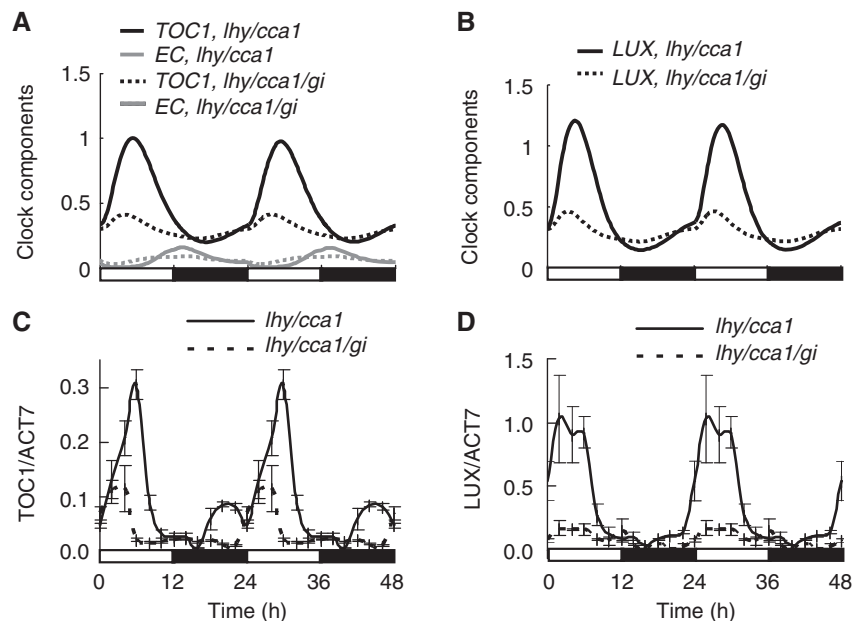 A
TOC1, lhy/cca1
EC, lhy/cca1
TOC1, lhy/cca1/gi
EC, lhy/cca1/gi
Clock components
1.5
1
0.5
0
B
LUX, lhy/cca1
LUX, lhy/cca1/gi
Clock components
1.5
1
0.5
0
C
lhy/cca1
lhy/cca1/gi
TOC1/ACT7
0.3
0.2
0.1
0.0
0 12 24 36 48
Time (h)
D
lhy/cca1
lhy/cca1/gi
LUX/ACT7
1.5
1.0
0.5
0.0
0 12 24 36 48
Time (h)